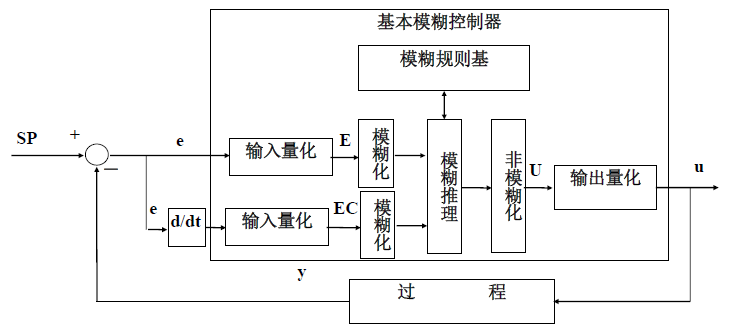 基本模糊控制器
模糊规则基
SP
+
e
输入量化
E
模糊化
模糊推理
非模糊化
U
输出量化
u
—
e
d/dt
输入量化
EC
模糊化
y
过 程